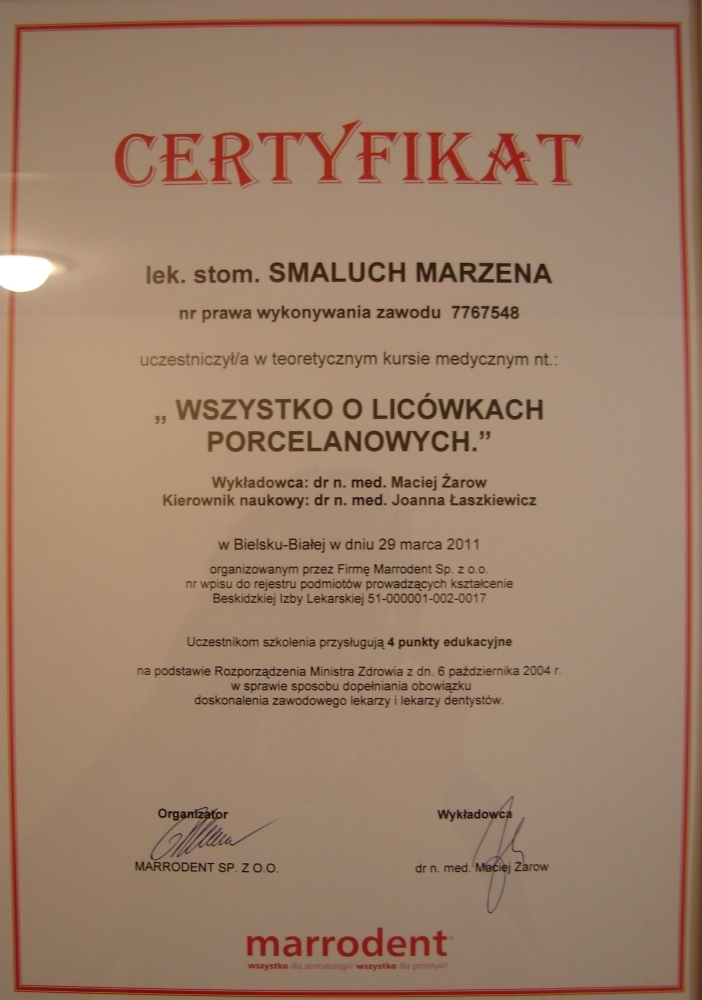 CERTYFIKAT
lek. stom. SMALUCH MARZENA
nr prawa wykonywania zawodu 7767548
uczestniczył/a w teoretycznym kursie medycznym nt.:
„ WSZYSTKO O LICÓWKACH
PORCELANOWYCH.”
Wykładowca: dr n. med. Maciej Żarow
Kierownik naukowy: dr n. med. Joanna Łaszkiewicz
w Bielsku-Białej w dniu 29 marca 2011
organizowanym przez Firmę Marrodent Sp. z o.o.
nr wpisu do rejestru podmiotów prowadzących kształcenie
Beskidzkiej Izby Lekarskiej 51-000001-002-0017
Uczestnikom szkolenia przysługują 4 punkty edukacyjne
na podstawie Rozporządzenia Ministra Zdrowia z dn. 6 października 2004 r.
w sprawie sposobu dopełniania obowiązku
doskonalenia zawodowego lekarzy i lekarzy dentystów.
Organizator Wykładowca
MARRODENT SP. Z O.O. dr n. med. Maciej Żarow
marrodent
wszystko dla stomatologii wszystko dla protetyki!